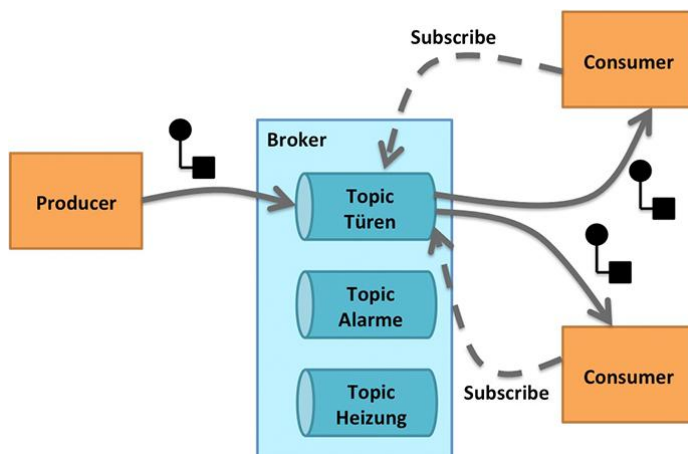 Subscribe
Consumer
Broker
Producer
Topic
Türen
Topic
Alarme
Topic
Heizung
Subscribe
Consumer